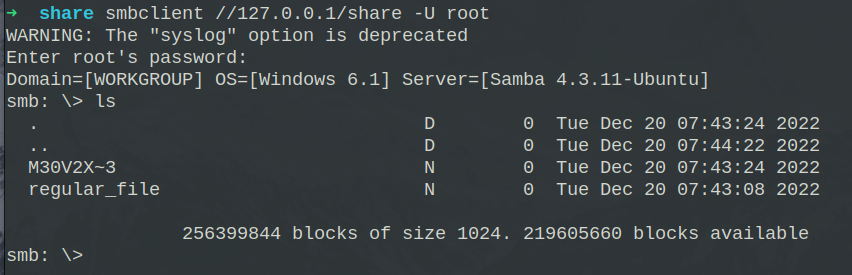 → share smbclient //127.0.0.1/share -U root
WARNING: The "syslog" option is deprecated
Enter root's password:
Domain=[WORKGROUP] OS=[Windows 6.1] Server=[Samba 4.3.11-Ubuntu]
smb: \> ls
  .                                   D        0  Tue Dec 20 07:43:24 2022
  ..                                  D        0  Tue Dec 20 07:44:22 2022
  M30V2X~3                            N        0  Tue Dec 20 07:43:24 2022
  regular_file                        N        0  Tue Dec 20 07:43:08 2022

                256399844 blocks of size 1024. 219605660 blocks available
smb: \>